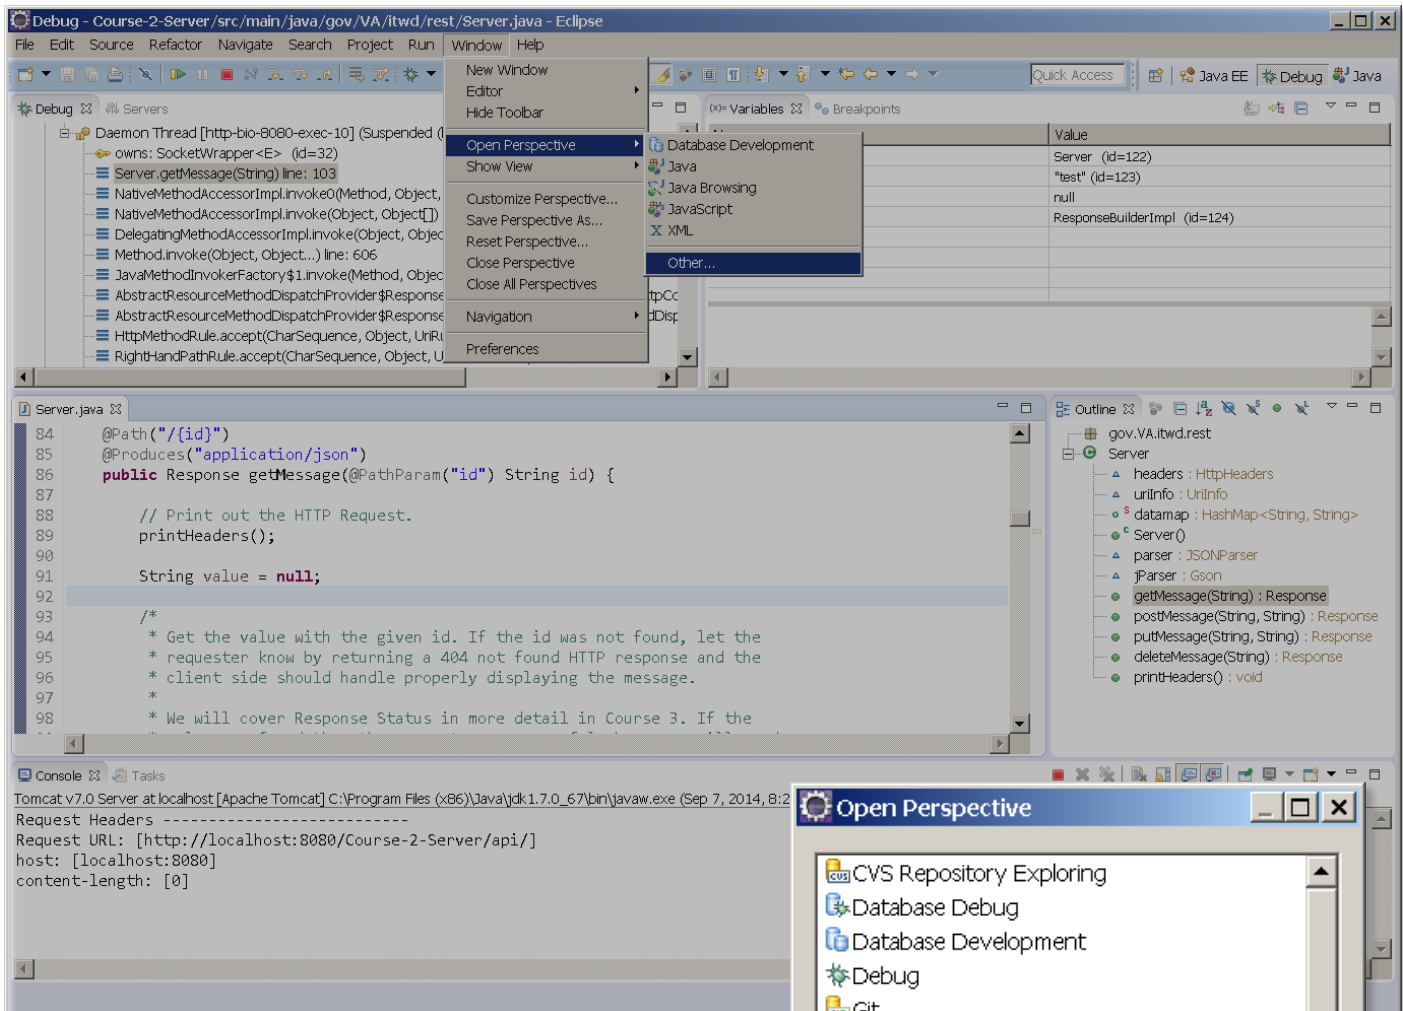 Debug - Course-2-Server/src/main/java/gov/VA/itwd/rest/Server.java - Eclipse
File Edit Source Refactor Navigate Search Project Run Window Help
Quick Access Java EE Debug Java
New Window
Editor
Hide Toolbar
Open Perspective
Show View
Customize Perspective...
Save Perspective As...
Reset Perspective...
Close Perspective
Close All Perspectives
Navigation
Preferences
Database Development
Java
Java Browsing
JavaScript
XML
Other...
Debug Servers
Daemon Thread [http-bio-8080-exec-10] (Suspended
owns: SocketWrapper<E> (id=32)
Server.getMessage(String) line: 103
NativeMethodAccessorImpl.invoke0(Method, Object,
NativeMethodAccessorImpl.invoke(Object, Object[])
DelegatingMethodAccessorImpl.invoke(Object, Objec
Method.invoke(Object, Object...) line: 606
JavaMethodInvokerFactory$1.invoke(Method, Objec
AbstractResourceMethodDispatchProvider$Response
AbstractResourceMethodDispatchProvider$Response
HttpMethodRule.accept(CharSequence, Object, UriRu
RightHandPathRule.accept(CharSequence, Object, U
(x)= Variables Breakpoints
Value
Server (id=122)
"test" (id=123)
null
ResponseBuilderImpl (id=124)
Server.java
84 @Path("/{id}")
85 @Produces("application/json")
86 public Response getMessage(@PathParam("id") String id) {
87
88 // Print out the HTTP Request.
89 printHeaders();
90
91 String value = null;
92
93 /*
94 * Get the value with the given id. If the id was not found, let the
95 * requester know by returning a 404 not found HTTP response and the
96 * client side should handle properly displaying the message.
97 *
98 * We will cover Response Status in more detail in Course 3. If the
Outline
gov.VA.itwd.rest
Server
headers : HttpHeaders
uriInfo : UriInfo
datamap : HashMap<String, String>
Server()
parser : JSONParser
jParser : Gson
getMessage(String) : Response
postMessage(String, String) : Response
putMessage(String, String) : Response
deleteMessage(String) : Response
printHeaders() : void
Console Tasks
Tomcat v7.0 Server at localhost [Apache Tomcat] C:\Program Files (x86)\Java\jdk1.7.0_67\bin\javaw.exe (Sep 7, 2014, 8:2
Request Headers ---------------------------
Request URL: [http://localhost:8080/Course-2-Server/api/]
host: [localhost:8080]
content-length: [0]
Open Perspective
CVS Repository Exploring
Database Debug
Database Development
Debug
Git